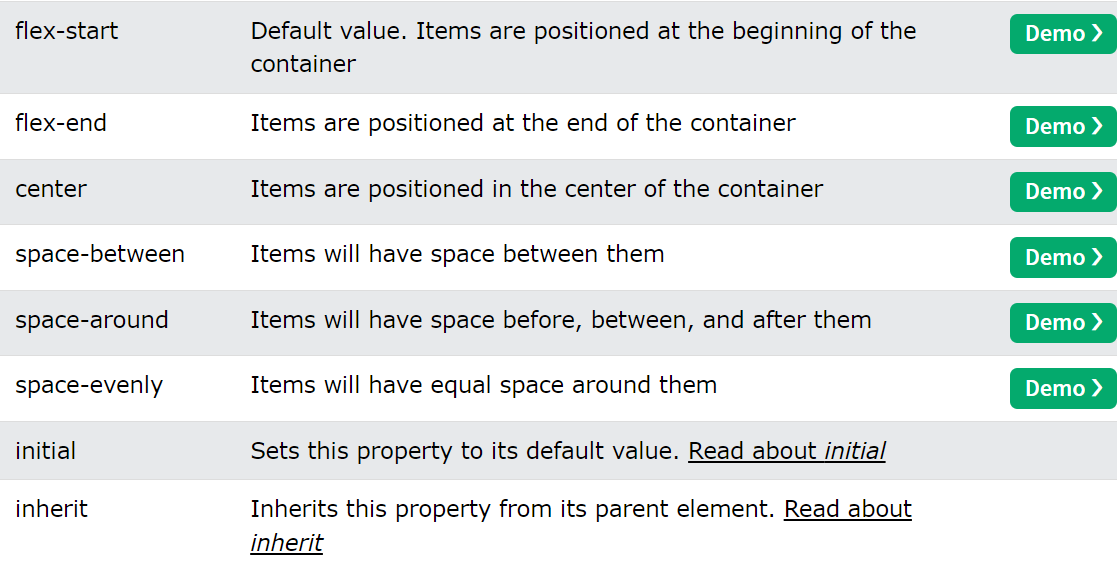 flex-start Default value. Items are positioned at the beginning of the Demo ❯
container
flex-end Items are positioned at the end of the container Demo ❯
center Items are positioned in the center of the container Demo ❯
space-between Items will have space between them Demo ❯
space-around Items will have space before, between, and after them Demo ❯
space-evenly Items will have equal space around them Demo ❯
initial Sets this property to its default value. Read about initial
inherit Inherits this property from its parent element. Read about
inherit